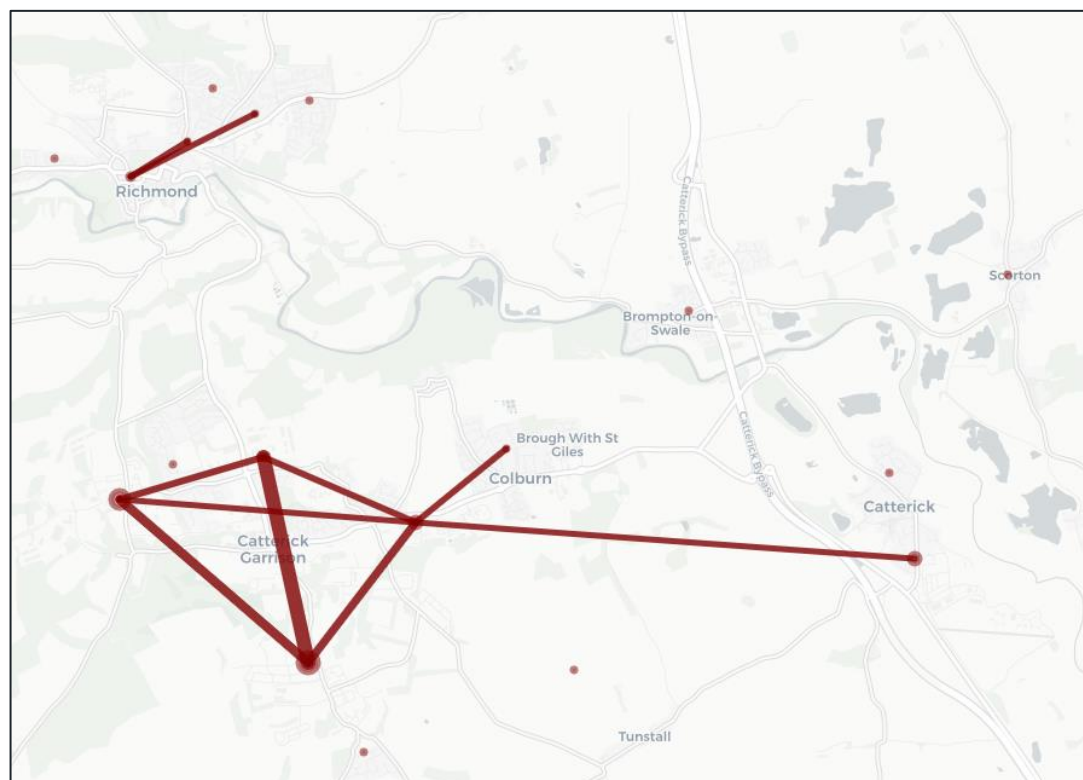 Richmond
Catterick Bypass
Scorton
Brompton-on-
Swale
Catterick Bypass
Brough With St
Giles
Colburn
Catterick
Catterick
Garrison
Tunstall